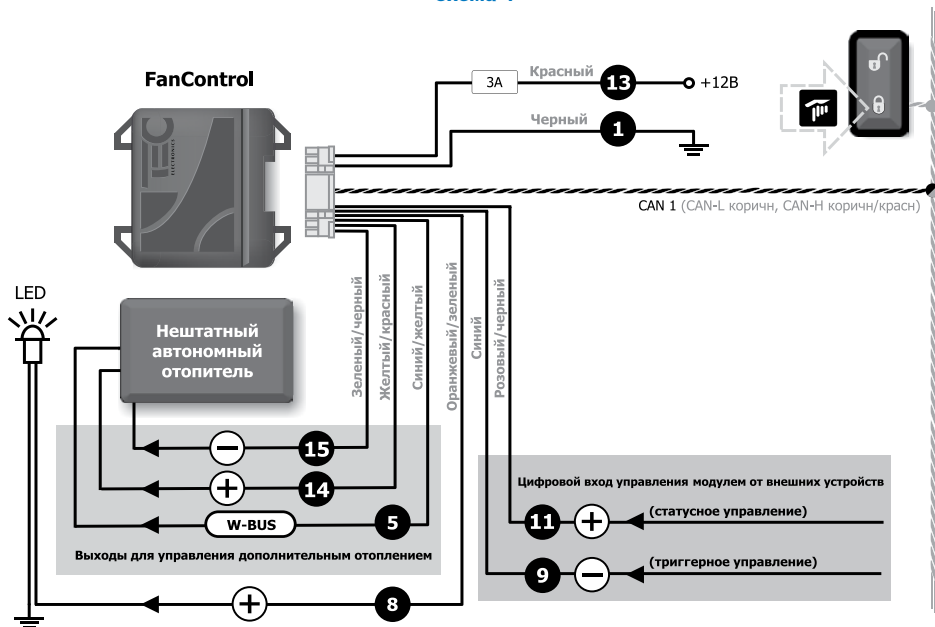 FanControl
3А
Красный
13
+12В
Черный
1
CAN 1 (CAN-L коричн, CAN-H коричн/красн)
TEC
ELECTRONICS
LED
Нештатный
автономный
отопитель
Зеленый/черный
Желтый/красный
Синий/желтый
Оранжевый/зеленый
Синий
Розовый/черный
15
14
W-BUS
5
Выходы для управления дополнительным отоплением
8
Цифровой вход управления модулем от внешних устройств
11
(статусное управление)
9
(триггерное управление)